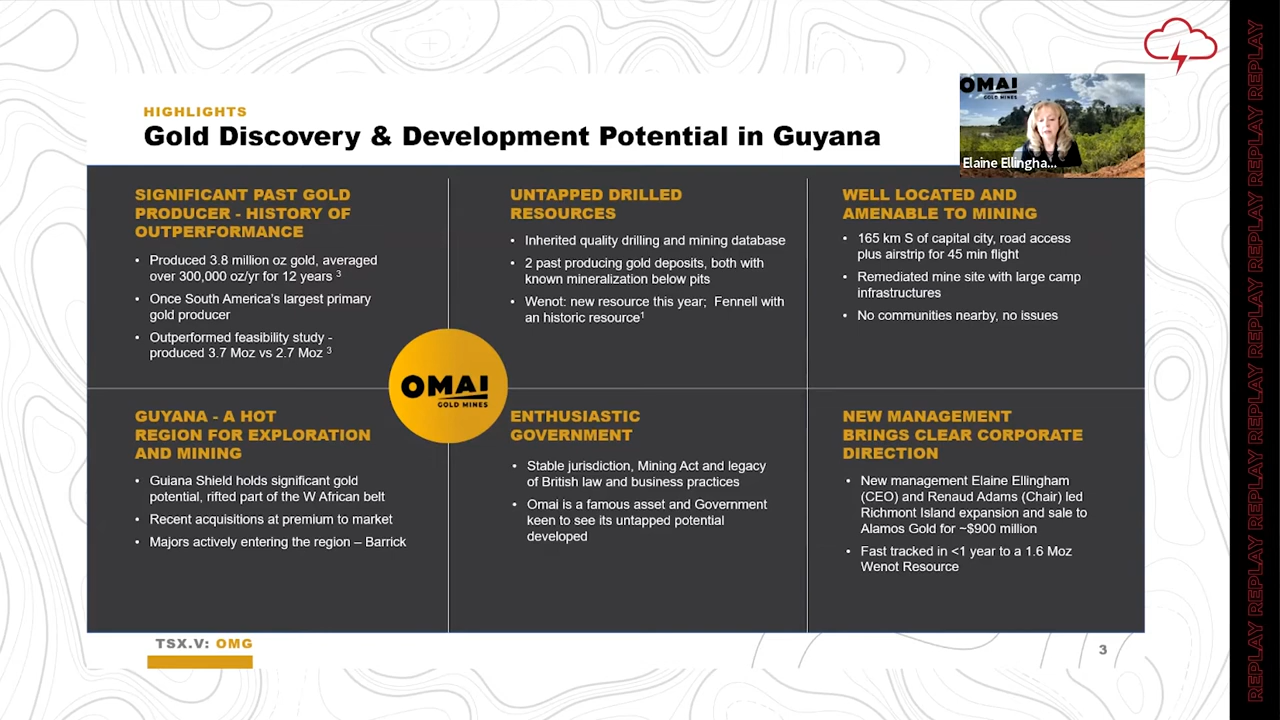 HIGHLIGHTS
Gold Discovery & Development Potential in Guyana
OMAI
GOLD MINES
Elaine Ellingha...
SIGNIFICANT PAST GOLD
PRODUCER - HISTORY OF
OUTPERFORMANCE
• Produced 3.8 million oz gold, averaged
over 300,000 oz/yr for 12 years ³
• Once South America's largest primary
gold producer
• Outperformed feasibility study -
produced 3.7 Moz vs 2.7 Moz ³
UNTAPPED DRILLED
RESOURCES
• Inherited quality drilling and mining database
• 2 past producing gold deposits, both with
known mineralization below pits
• Wenot: new resource this year; Fennell with
an historic resource¹
WELL LOCATED AND
AMENABLE TO MINING
• 165 km S of capital city, road access
plus airstrip for 45 min flight
• Remediated mine site with large camp
infrastructures
• No communities nearby, no issues
OMAI
GOLD MINES
GUYANA - A HOT
REGION FOR EXPLORATION
AND MINING
• Guiana Shield holds significant gold
potential, rifted part of the W African belt
• Recent acquisitions at premium to market
• Majors actively entering the region – Barrick
ENTHUSIASTIC
GOVERNMENT
• Stable jurisdiction, Mining Act and legacy
of British law and business practices
• Omai is a famous asset and Government
keen to see its untapped potential
developed
NEW MANAGEMENT
BRINGS CLEAR CORPORATE
DIRECTION
• New management Elaine Ellingham
(CEO) and Renaud Adams (Chair) led
Richmont Island expansion and sale to
Alamos Gold for ~$900 million
• Fast tracked in <1 year to a 1.6 Moz
Wenot Resource
TSX.V: OMG
3
REPLAY REPLAY REPLAY REPLAY REPLAY REPLAY REPLAY REPLAY REPLAY